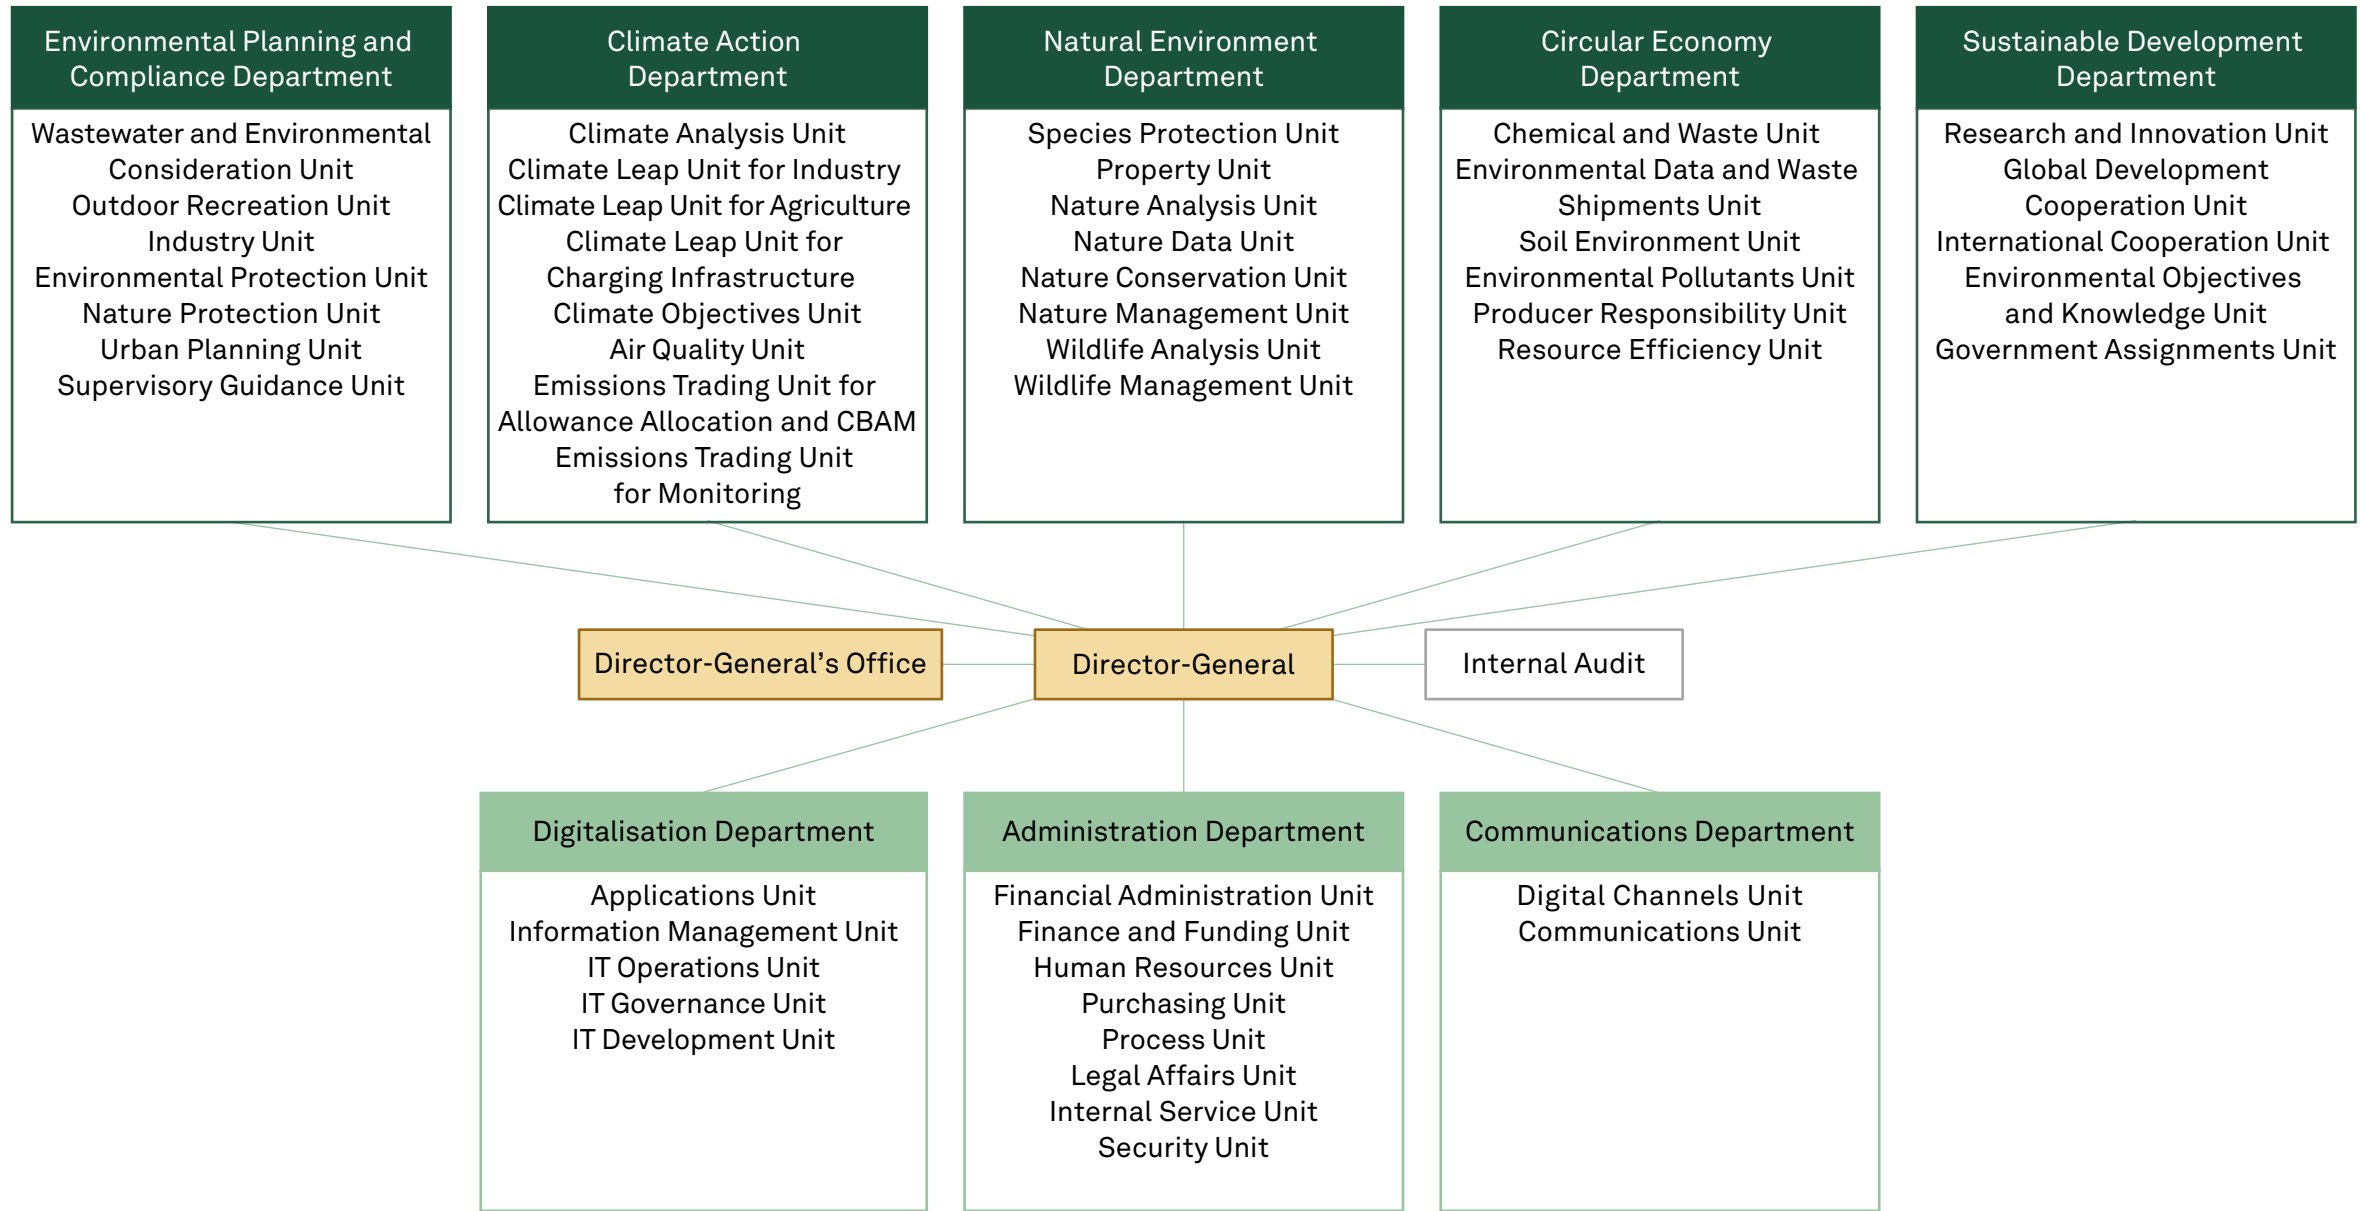 Environmental Planning and
Compliance Department
Wastewater and Environmental
Consideration Unit
Outdoor Recreation Unit
Industry Unit
Environmental Protection Unit
Nature Protection Unit
Urban Planning Unit
Supervisory Guidance Unit
Climate Action
Department
Climate Analysis Unit
Climate Leap Unit for Industry
Climate Leap Unit for Agriculture
Climate Leap Unit for
Charging Infrastructure
Climate Objectives Unit
Air Quality Unit
Emissions Trading Unit for
Allowance Allocation and CBAM
Emissions Trading Unit
for Monitoring
Natural Environment
Department
Species Protection Unit
Property Unit
Nature Analysis Unit
Nature Data Unit
Nature Conservation Unit
Nature Management Unit
Wildlife Analysis Unit
Wildlife Management Unit
Circular Economy
Department
Chemical and Waste Unit
Environmental Data and Waste
Shipments Unit
Soil Environment Unit
Environmental Pollutants Unit
Producer Responsibility Unit
Resource Efficiency Unit
Sustainable Development
Department
Research and Innovation Unit
Global Development
Cooperation Unit
International Cooperation Unit
Environmental Objectives
and Knowledge Unit
Government Assignments Unit
Director-General’s Office
Director-General
Internal Audit
Digitalisation Department
Applications Unit
Information Management Unit
IT Operations Unit
IT Governance Unit
IT Development Unit
Administration Department
Financial Administration Unit
Finance and Funding Unit
Human Resources Unit
Purchasing Unit
Process Unit
Legal Affairs Unit
Internal Service Unit
Security Unit
Communications Department
Digital Channels Unit
Communications Unit